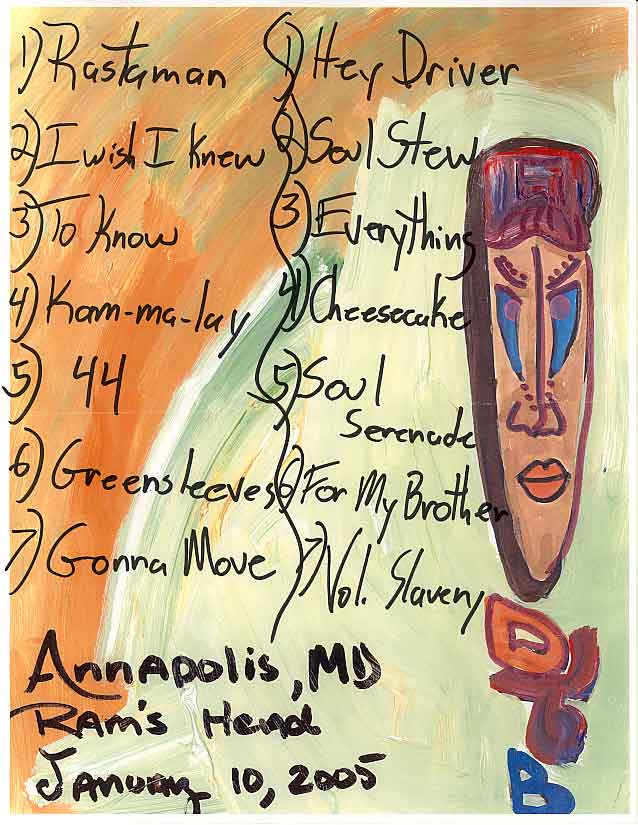 1) Rastaman
2) I wish I knew
3) To Know
4) Kam-ma-lay
5) 44
6) Greensleeves
7) Gonna Move
1) Hey Driver
2) Soul Stew
3) Everything
4) Cheesecake
5) Soul
Serenade
6) For My Brother
7) Vol. Slavery
Annapolis, MD
Ram's Head
January 10, 2005
DTB